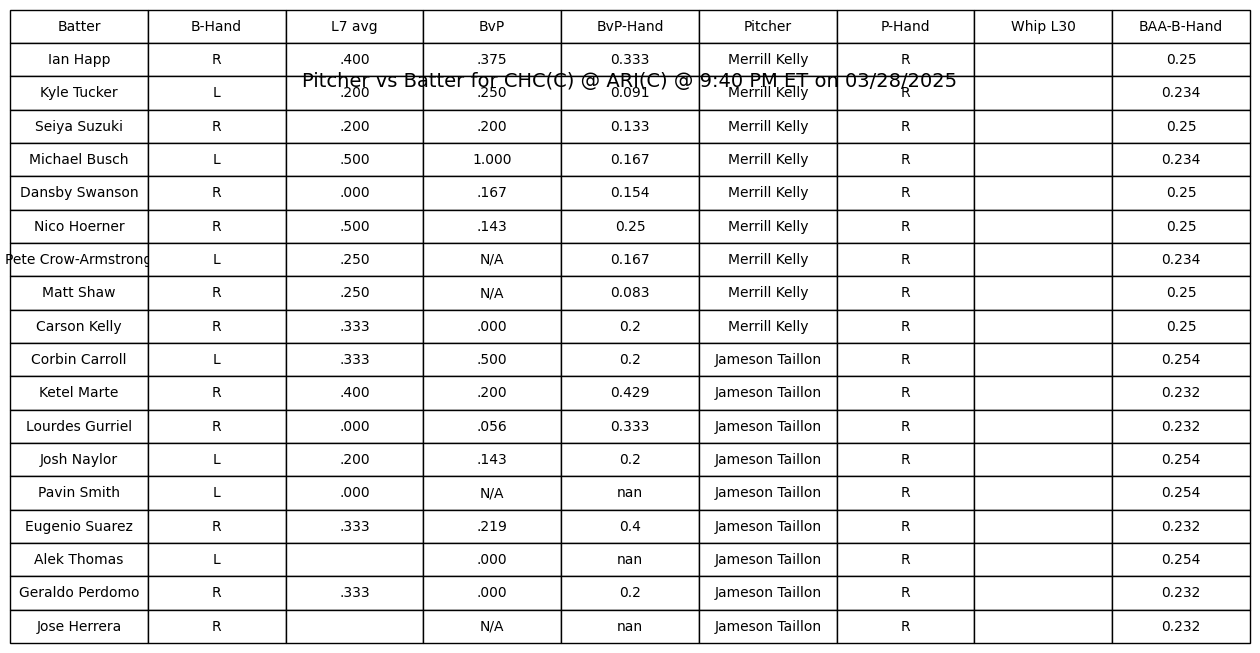 Batter B-Hand L7 avg BvP BvP-Hand Pitcher P-Hand Whip L30 BAA-B-Hand
Ian Happ R .400 .375 0.333 Merrill Kelly R 0.25
Pitcher vs Batter for CHC(C) @ ARI(C) @ 9:40 PM ET on 03/28/2025
Kyle Tucker L .200 .250 0.091 Merrill Kelly R 0.234
Seiya Suzuki R .200 .200 0.133 Merrill Kelly R 0.25
Michael Busch L .500 1.000 0.167 Merrill Kelly R 0.234
Dansby Swanson R .000 .167 0.154 Merrill Kelly R 0.25
Nico Hoerner R .500 .143 0.25 Merrill Kelly R 0.25
Pete Crow-Armstrong L .250 N/A 0.167 Merrill Kelly R 0.234
Matt Shaw R .250 N/A 0.083 Merrill Kelly R 0.25
Carson Kelly R .333 .000 0.2 Merrill Kelly R 0.25
Corbin Carroll L .333 .500 0.2 Jameson Taillon R 0.254
Ketel Marte R .400 .200 0.429 Jameson Taillon R 0.232
Lourdes Gurriel R .000 .056 0.333 Jameson Taillon R 0.232
Josh Naylor L .200 .143 0.2 Jameson Taillon R 0.254
Pavin Smith L .000 N/A nan Jameson Taillon R 0.254
Eugenio Suarez R .333 .219 0.4 Jameson Taillon R 0.232
Alek Thomas L .000 nan Jameson Taillon R 0.254
Geraldo Perdomo R .333 .000 0.2 Jameson Taillon R 0.232
Jose Herrera R N/A nan Jameson Taillon R 0.232